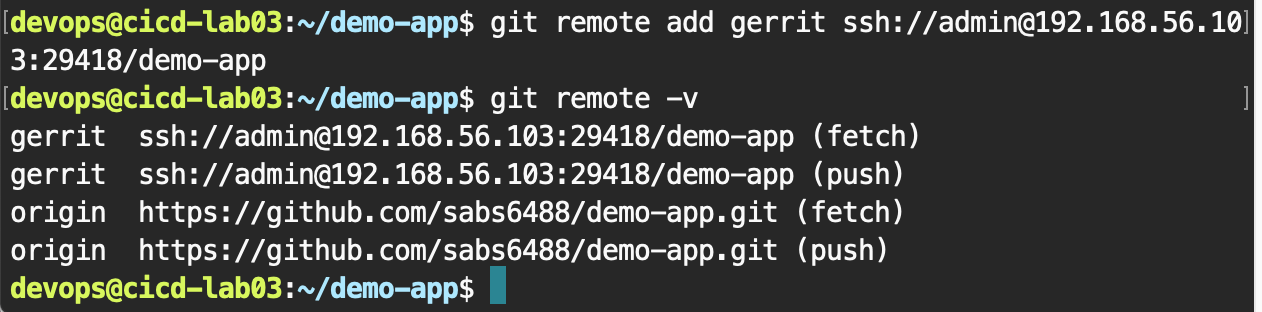 [devops@cicd-lab03:~/demo-app$ git remote add gerrit ssh://admin@192.168.56.10]
3:29418/demo-app
[devops@cicd-lab03:~/demo-app$ git remote -v ]
gerrit  ssh://admin@192.168.56.103:29418/demo-app (fetch)
gerrit  ssh://admin@192.168.56.103:29418/demo-app (push)
origin  https://github.com/sabs6488/demo-app.git (fetch)
origin  https://github.com/sabs6488/demo-app.git (push)
devops@cicd-lab03:~/demo-app$